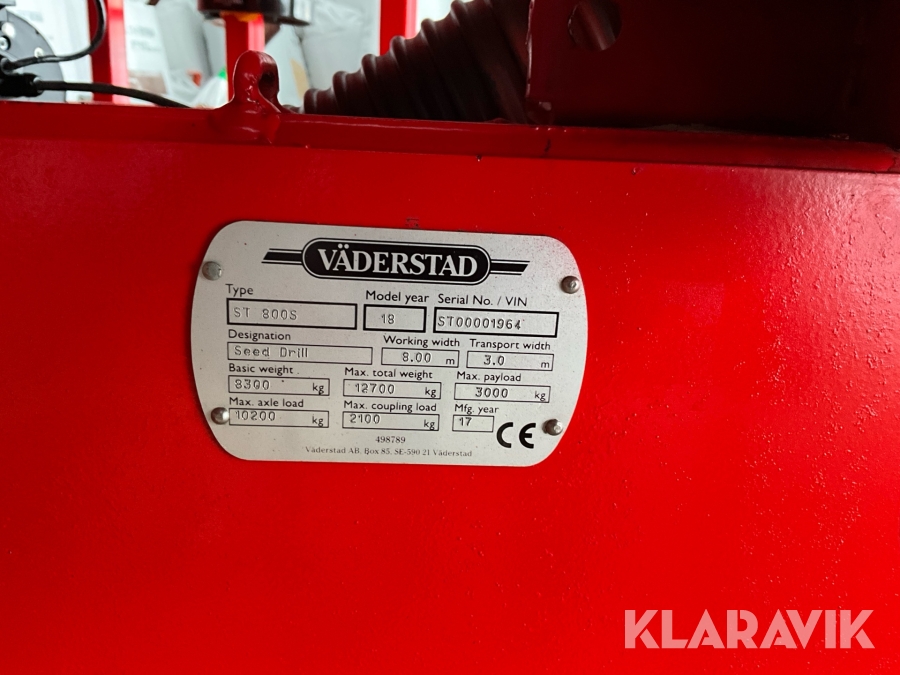 VÄDERSTAD
Type Model year Serial No. / VIN
ST 800S 18 ST00001964
Designation Working width Transport width
Seed Drill 8.00 m 3.0 m
Basic weight Max. total weight Max. payload
8300 kg 12700 kg 3000 kg
Max. axle load Max. coupling load Mfg. year
10200 kg 2100 kg 17 CE
498789
Väderstad AB. Box 85. SE-590 21 Väderstad
KLARAVIK